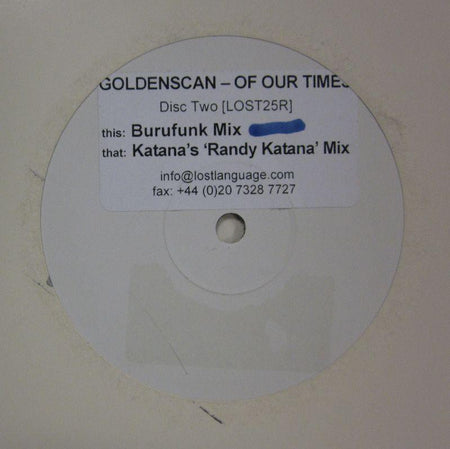 GOLDENSCAN – OF OUR TIMES
Disc Two [LOST25R]
this: Burufunk Mix
that: Katana's 'Randy Katana' Mix
info@lostlanguage.com
fax: +44 (0)20 7328 7727